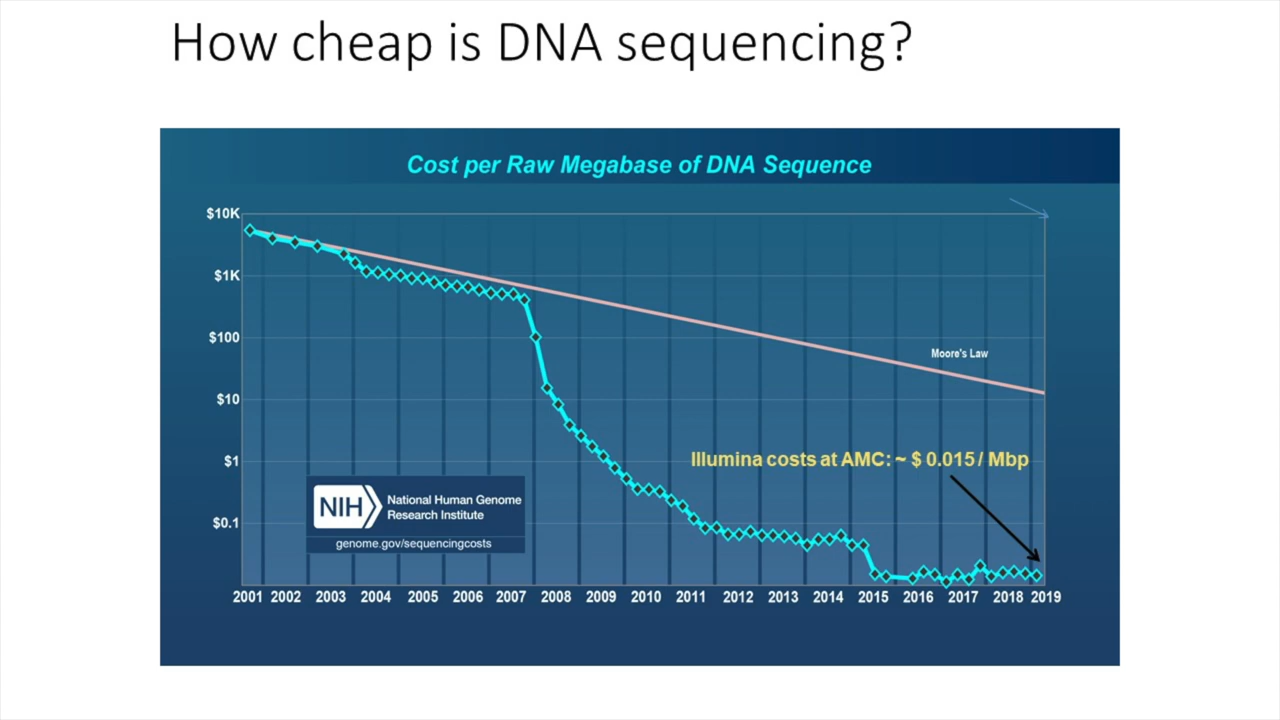 How cheap is DNA sequencing?
Cost per Raw Megabase of DNA Sequence
$10K
$1K
$100
$10
$1
$0.1
Moore's Law
Illumina costs at AMC: ~ $ 0.015 / Mbp
NIH
National Human Genome
Research Institute
genome.gov/sequencingcosts
2001 2002 2003 2004 2005 2006 2007 2008 2009 2010 2011 2012 2013 2014 2015 2016 2017 2018 2019